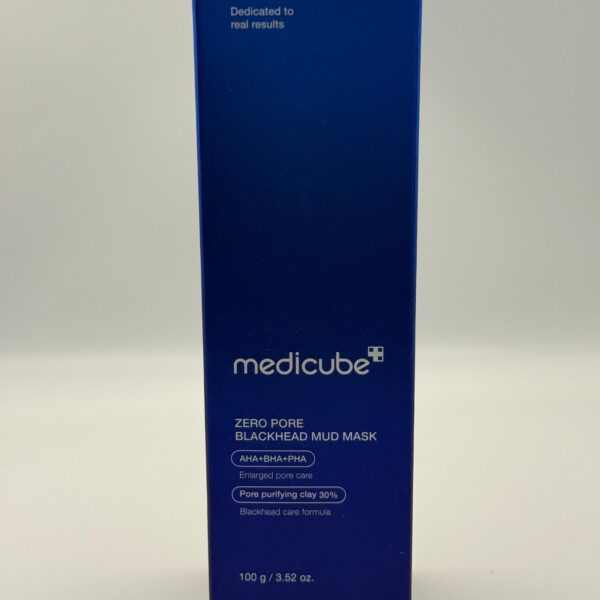 Dedicated to
real results
medicube
ZERO PORE
BLACKHEAD MUD MASK
AHA+BHA+PHA
Enlarged pore care
Pore purifying clay 30%
Blackhead care formula
100 g / 3.52 oz.